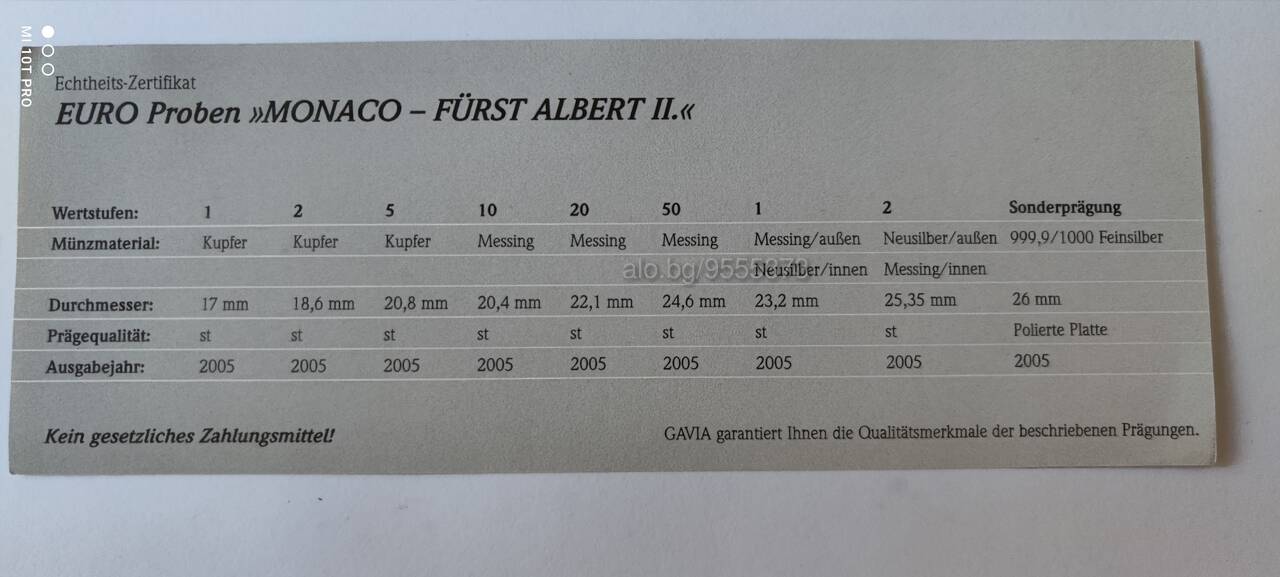 MI 10T PRO
Echtheits-Zertifikat
EURO Proben »MONACO – FÜRST ALBERT II.«
Wertstufen: 1 2 5 10 20 50 1 2 Sonderprägung
Münzmaterial: Kupfer Kupfer Kupfer Messing Messing Messing Messing/außen Neusilber/außen 999,9/1000 Feinsilber
Neusilber/innen Messing/innen
Durchmesser: 17 mm 18,6 mm 20,8 mm 20,4 mm 22,1 mm 24,6 mm 23,2 mm 25,35 mm 26 mm
Prägequalität: st st st st st st st st Polierte Platte
Ausgabejahr: 2005 2005 2005 2005 2005 2005 2005 2005 2005
Kein gesetzliches Zahlungsmittel! GAVIA garantiert Ihnen die Qualitätsmerkmale der beschriebenen Prägungen.